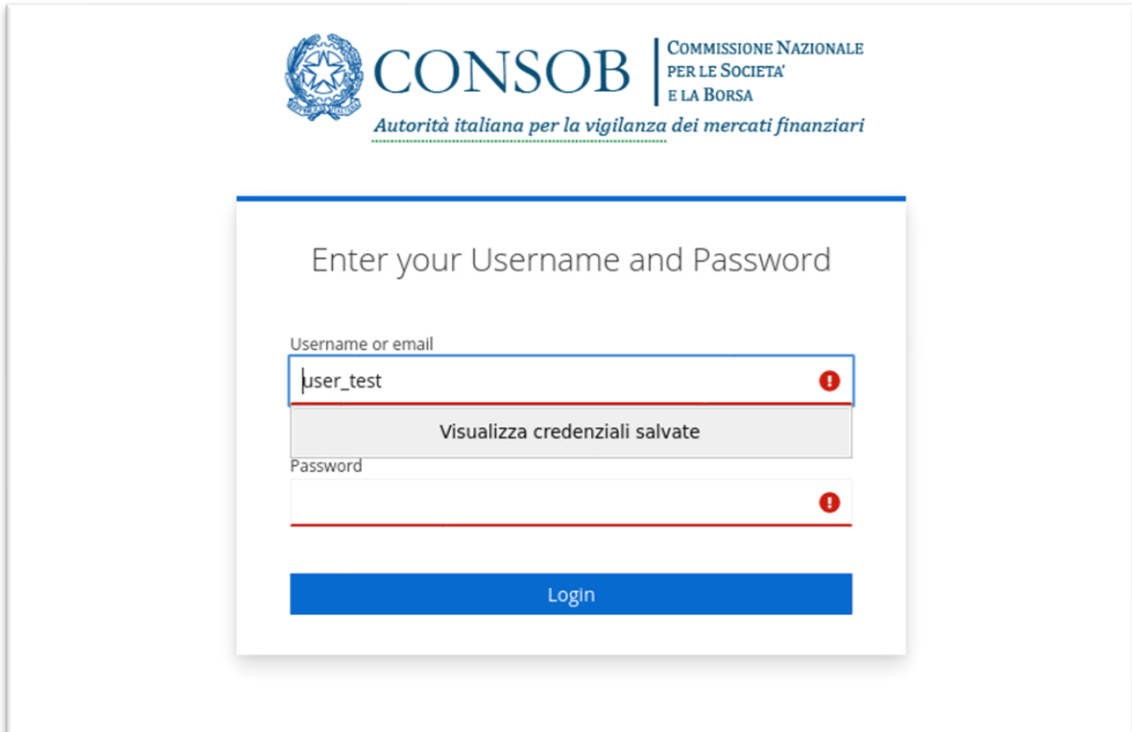 CONSOB
COMMISSIONE NAZIONALE
PER LE SOCIETA'
E LA BORSA
Autorità italiana per la vigilanza dei mercati finanziari
Enter your Username and Password
Username or email
user_test
Visualizza credenziali salvate
Password
Login